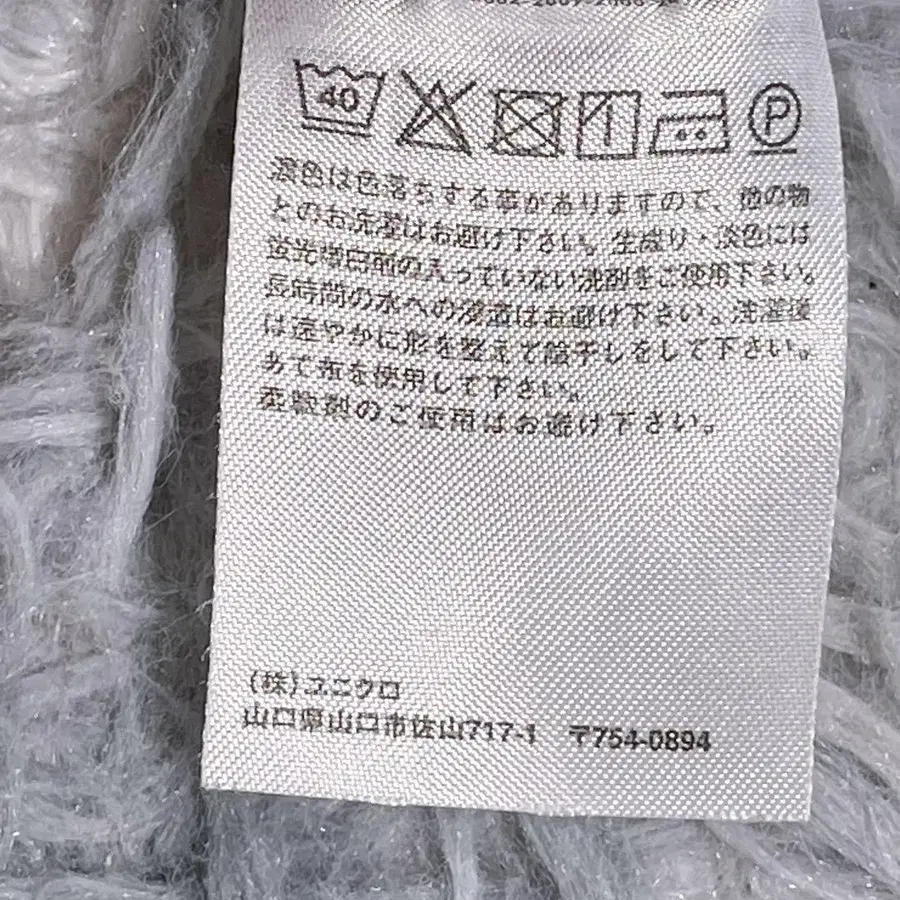 40
P
濃色は色落ちする事がありますので、他の物
とのお洗濯はお避け下さい。生成り・淡色には
蛍光増白剤の入っていない洗剤をご使用下さい。
長時間の水への浸漬はお避け下さい。洗濯後
は速やかに形を整えて陰干しをして下さい。
あて布を使用して下さい。
柔軟剤のご使用はお避け下さい。
(株)ユニクロ
山口県山口市佐山717-1 〒754-0894